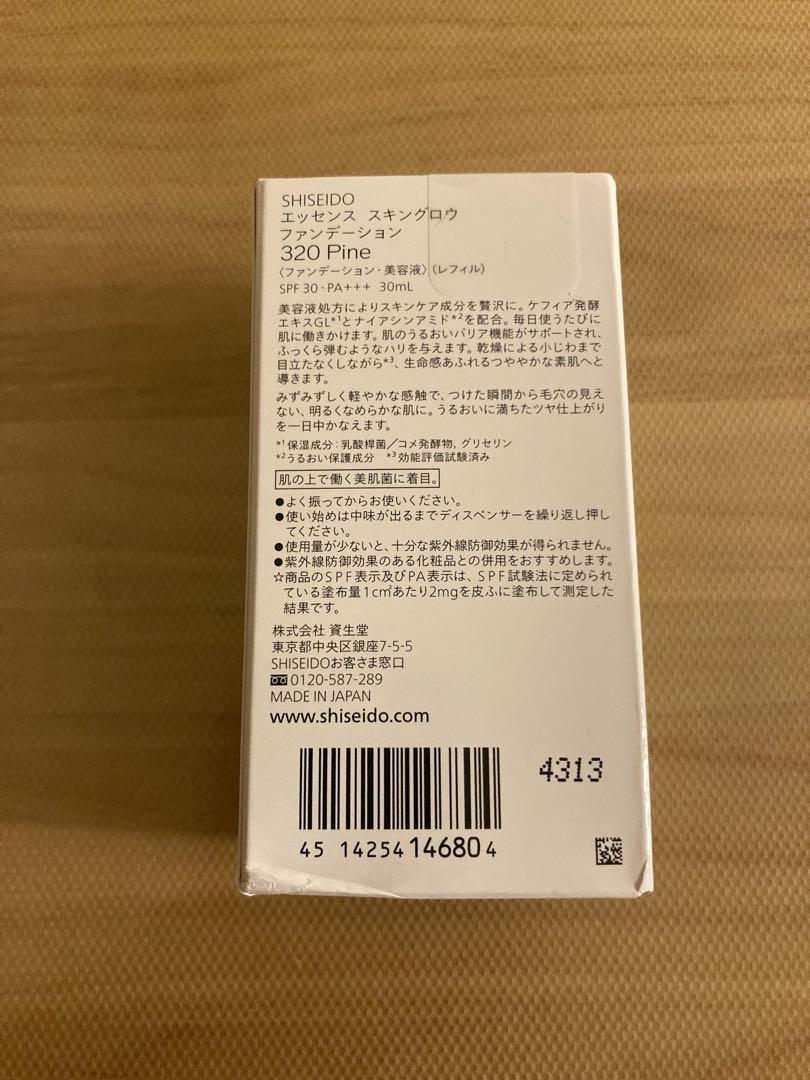 SHISEIDO
エッセンス スキングロウ
ファンデーション
320 Pine
〈ファンデーション・美容液〉(レフィル)
SPF 30・PA+++ 30mL
美容液処方によりスキンケア成分を贅沢に。ケフィア発酵
エキスGL*1とナイアシンアミド*2を配合。毎日使うたびに
肌に働きかけます。肌のうるおいバリア機能がサポートされ、
ふっくら弾むようなハリを与えます。乾燥による小じわまで
目立たなくしながら*3、生命感あふれるつややかな素肌へと
導きます。
みずみずしく軽やかな感触で、つけた瞬間から毛穴の見え
ない、明るくなめらかな肌に。うるおいに満ちたツヤ仕上がり
を一日中かなえます。
*1 保湿成分：乳酸桿菌／コメ発酵物, グリセリン
*2 うるおい保護成分 *3 効能評価試験済み
肌の上で働く美肌菌に着目。
●よく振ってからお使いください。
●使い始めは中味が出るまでディスペンサーを繰り返し押し
てください。
●使用量が少ないと、十分な紫外線防御効果が得られません。
●紫外線防御効果のある化粧品との併用をおすすめします。
☆商品のSPF表示及びPA表示は、SPF試験法に定められ
ている塗布量1c㎡あたり2mgを皮ふに塗布して測定した
結果です。
株式会社 資生堂
東京都中央区銀座7-5-5
SHISEIDOお客さま窓口
0120-587-289
MADE IN JAPAN
www.shiseido.com
4313
45 14254 146804